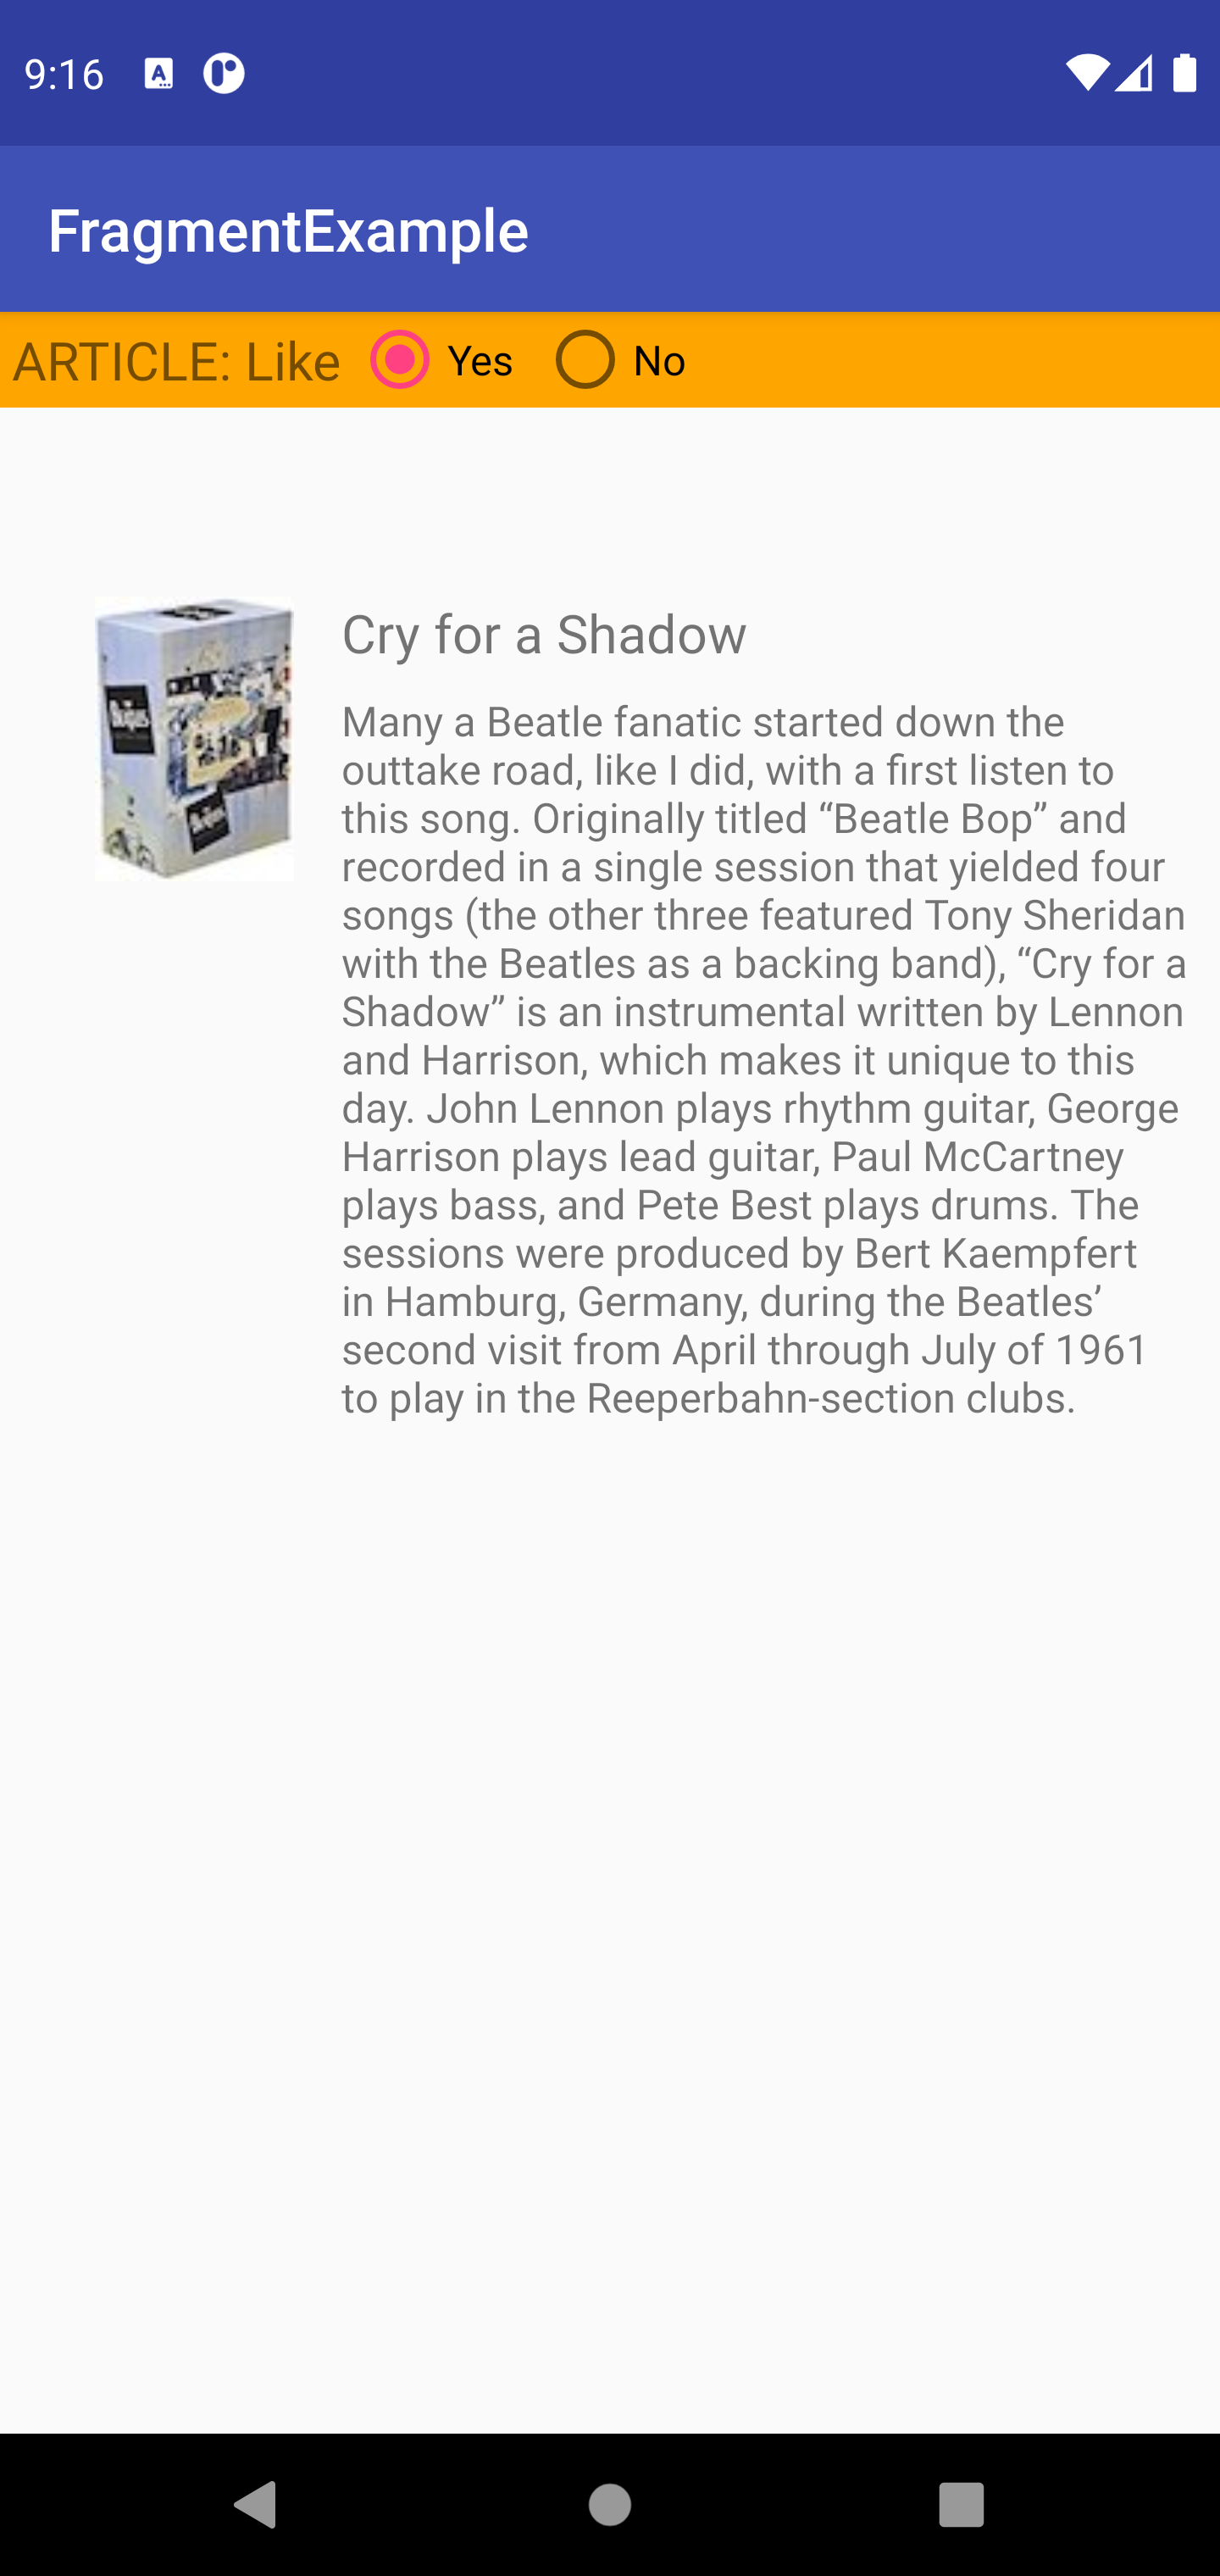 9:16
FragmentExample
ARTICLE: Like Yes No
Cry for a Shadow
Many a Beatle fanatic started down the
outtake road, like I did, with a first listen to
this song. Originally titled “Beatle Bop” and
recorded in a single session that yielded four
songs (the other three featured Tony Sheridan
with the Beatles as a backing band), “Cry for a
Shadow” is an instrumental written by Lennon
and Harrison, which makes it unique to this
day. John Lennon plays rhythm guitar, George
Harrison plays lead guitar, Paul McCartney
plays bass, and Pete Best plays drums. The
sessions were produced by Bert Kaempfert
in Hamburg, Germany, during the Beatles’
second visit from April through July of 1961
to play in the Reeperbahn-section clubs.